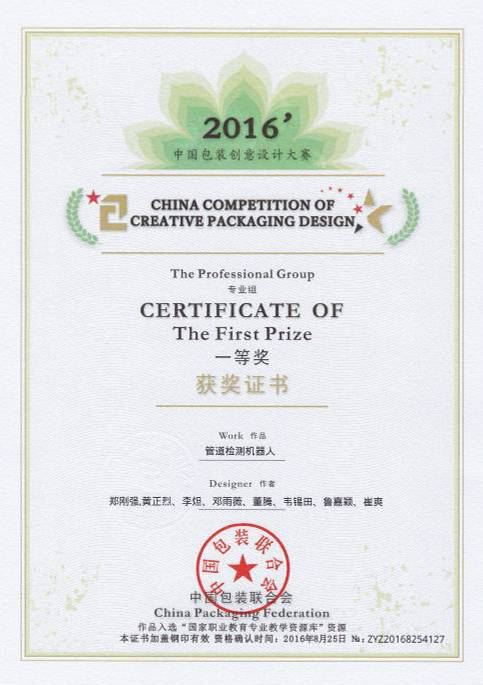 2016’
中国包装创意设计大赛
CHINA COMPETITION OF
CREATIVE PACKAGING DESIGN
The Professional Group
专业组
CERTIFICATE OF
The First Prize
一等奖
获奖证书
Work 作品
管道检测机器人
Designer 作者
郑刚强,黄正烈、李炟、邓雨薇、董腾、韦锡田、鲁嘉颖、崔爽
中国包装联合会
中国包装联合会
China Packaging Federation
作品入选“国家职业教育专业教学资源库”资源
本证书加盖钢印有效 资格确认时间：2016年8月25日 №：ZYZ20168254127